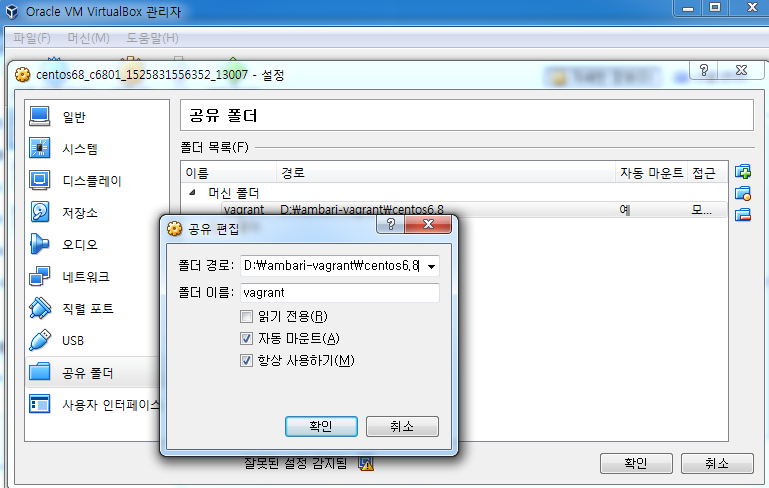 Oracle VM VirtualBox 관리자
파일(F) 머신(M) 도움말(H)
centos68_c6801_1525831556352_13007 - 설정
일반
시스템
디스플레이
저장소
오디오
네트워크
직렬 포트
USB
공유 폴더
사용자 인터페이스
공유 폴더
폴더 목록(F)
이름 경로 자동 마운트 접근
머신 폴더
vagrant D:\ambari-vagrant\centos6.8 예 모...
공유 편집
폴더 경로: D:\ambari-vagrant\centos6.8
폴더 이름: vagrant
읽기 전용(R)
자동 마운트(A)
항상 사용하기(M)
확인 취소
잘못된 설정 감지됨
확인 취소